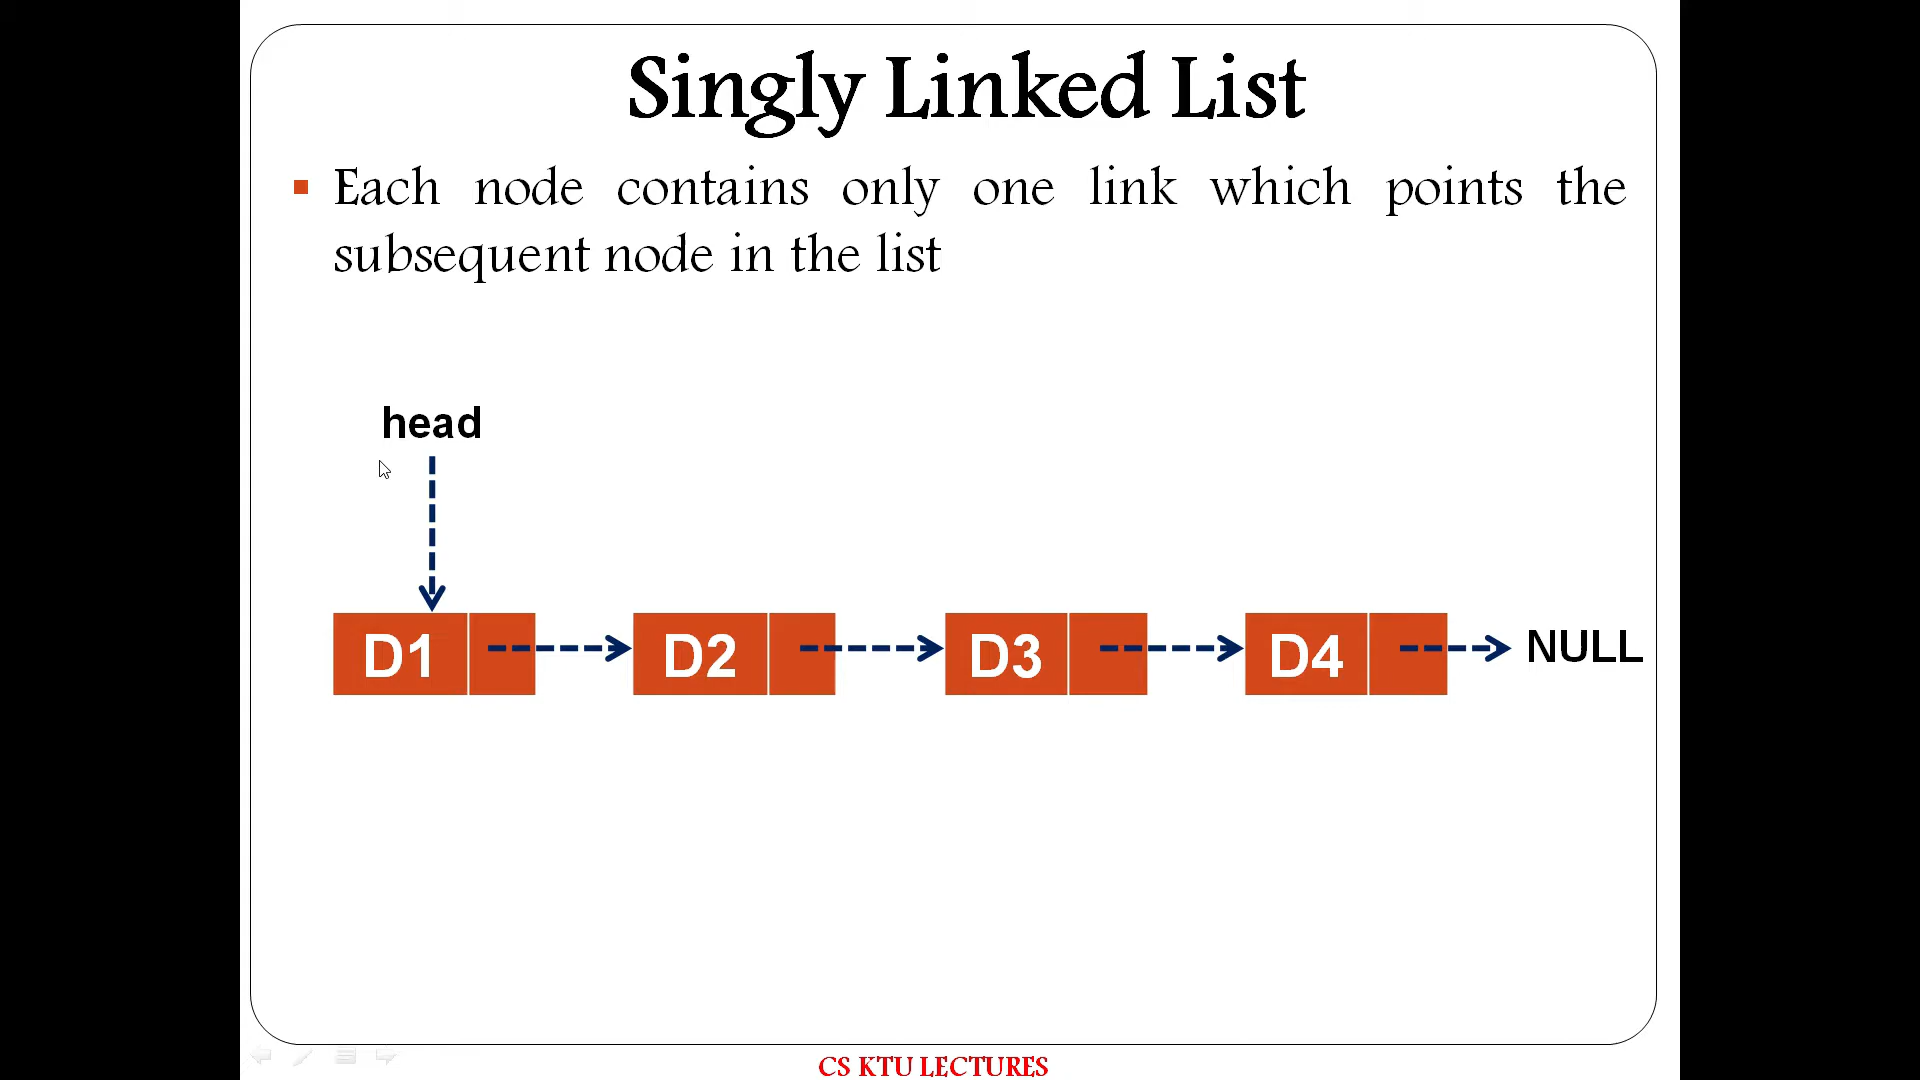 Singly Linked List
Each node contains only one link which points the
subsequent node in the list
head
D1 D2 D3 D4 NULL
CS KTU LECTURES